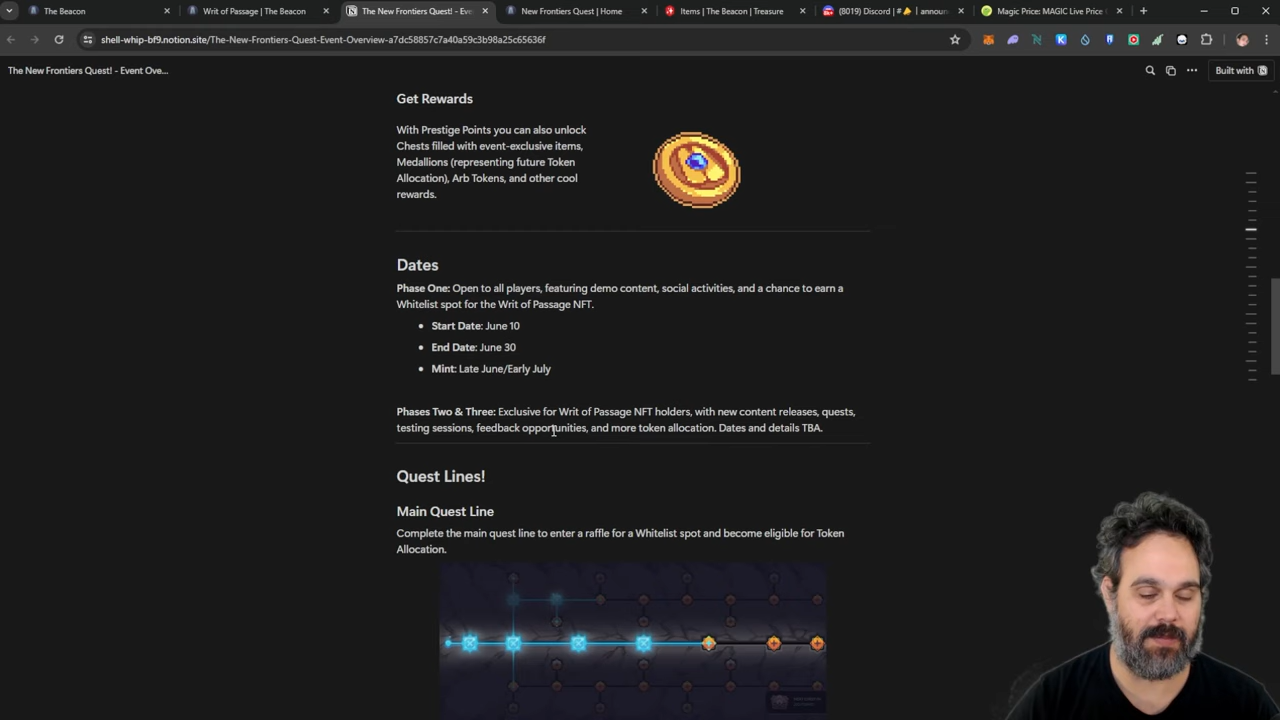 The Beacon
Writ of Passage | The Beacon
The New Frontiers Quest! - Eve
New Frontiers Quest | Home
Items | The Beacon | Treasure
(8019) Discord | # announ
Magic Price: MAGIC Live Price
shell-whip-bf9.notion.site/The-New-Frontiers-Quest-Event-Overview-a7dc58857c7a40a59c3b98a25c65636f
The New Frontiers Quest! - Event Ove...
Built with
Get Rewards
With Prestige Points you can also unlock
Chests filled with event-exclusive items,
Medallions (representing future Token
Allocation), Arb Tokens, and other cool
rewards.
Dates
Phase One: Open to all players, featuring demo content, social activities, and a chance to earn a
Whitelist spot for the Writ of Passage NFT.
• Start Date: June 10
• End Date: June 30
• Mint: Late June/Early July
Phases Two & Three: Exclusive for Writ of Passage NFT holders, with new content releases, quests,
testing sessions, feedback opportunities, and more token allocation. Dates and details TBA.
Quest Lines!
Main Quest Line
Complete the main quest line to enter a raffle for a Whitelist spot and become eligible for Token
Allocation.